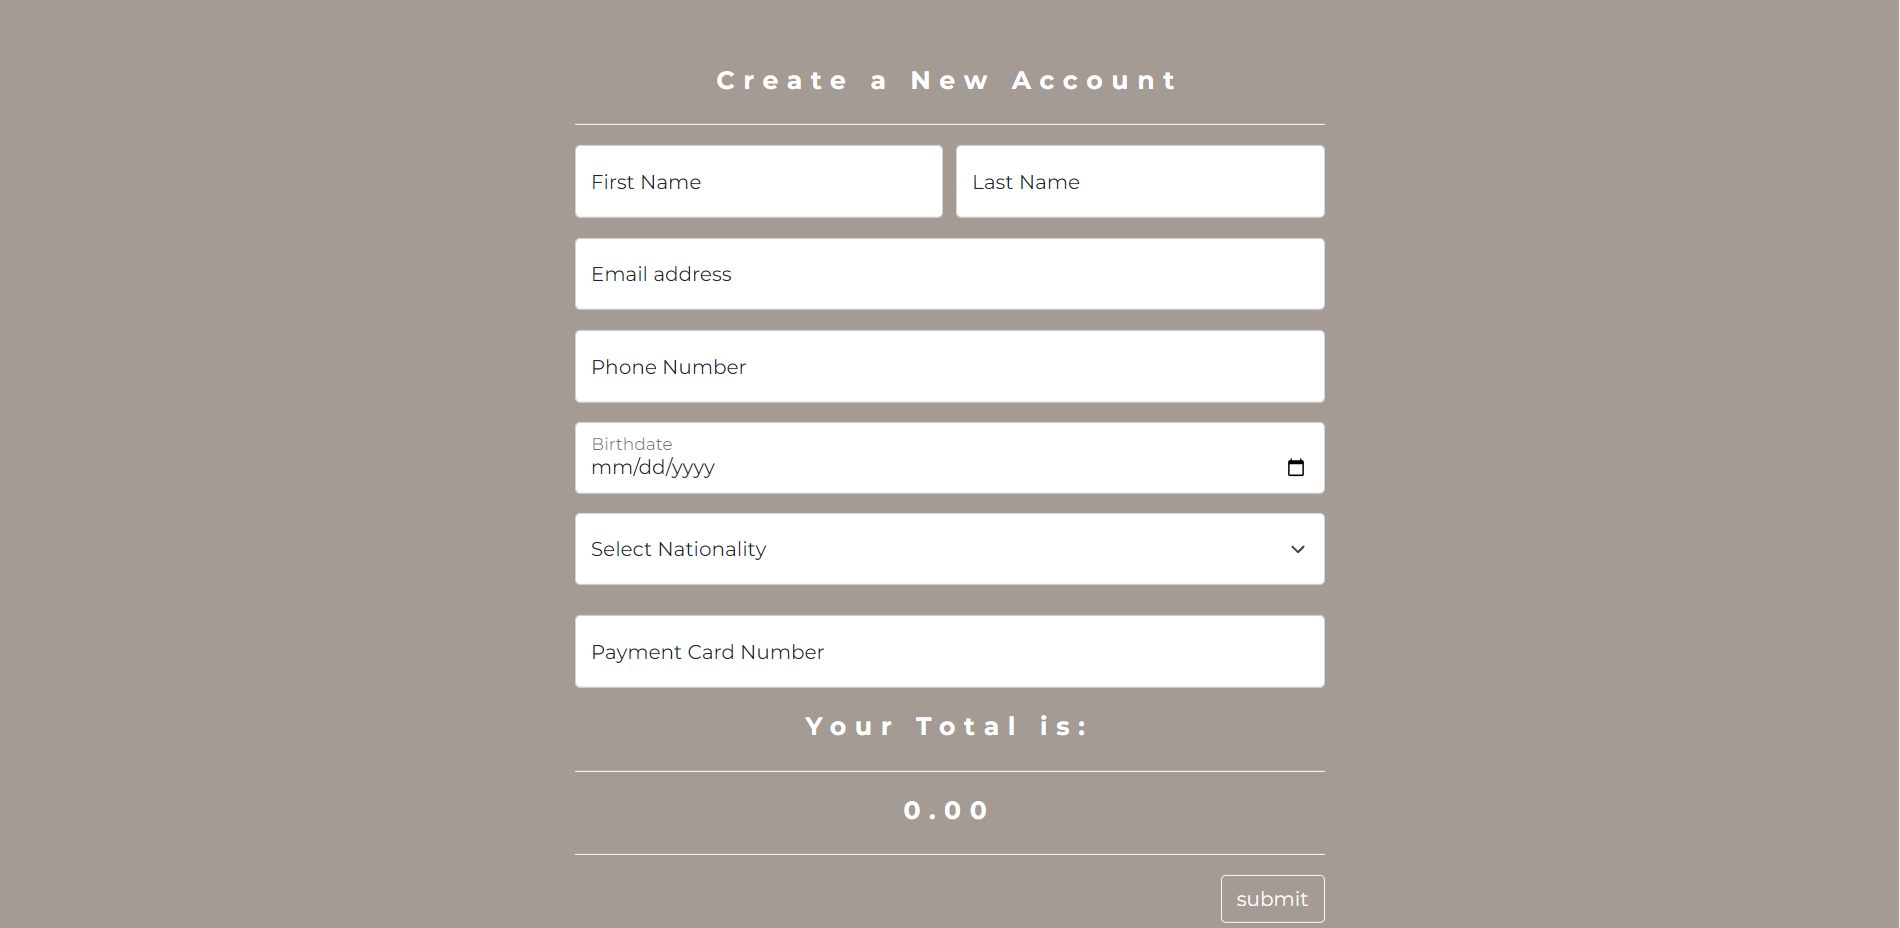 Create a New Account
First Name Last Name
Email address
Phone Number
Birthdate
mm/dd/yyyy
Select Nationality
Payment Card Number
Your Total is:
0.00
submit